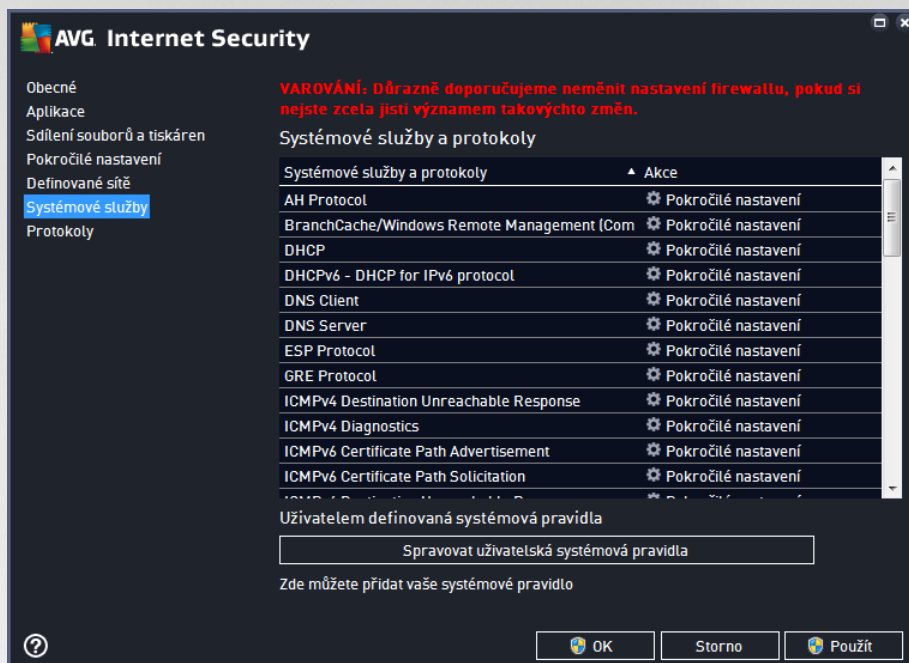 AVG. Internet Security
Obecné
Aplikace
Sdílení souborů a tiskáren
Pokročilé nastavení
Definované sítě
Systémové služby
Protokoly
VAROVÁNÍ: Důrazně doporučujeme neměnit nastavení firewallu, pokud si
nejste zcela jisti významem takovýchto změn.
Systémové služby a protokoly
Systémové služby a protokoly Akce
AH Protocol Pokročilé nastavení
BranchCache/Windows Remote Management (Com Pokročilé nastavení
DHCP Pokročilé nastavení
DHCPv6 - DHCP for IPv6 protocol Pokročilé nastavení
DNS Client Pokročilé nastavení
DNS Server Pokročilé nastavení
ESP Protocol Pokročilé nastavení
GRE Protocol Pokročilé nastavení
ICMPv4 Destination Unreachable Response Pokročilé nastavení
ICMPv4 Diagnostics Pokročilé nastavení
ICMPv6 Certificate Path Advertisement Pokročilé nastavení
ICMPv6 Certificate Path Solicitation Pokročilé nastavení
Uživatelem definovaná systémová pravidla
Spravovat uživatelská systémová pravidla
Zde můžete přidat vaše systémové pravidlo
? OK Storno Použít